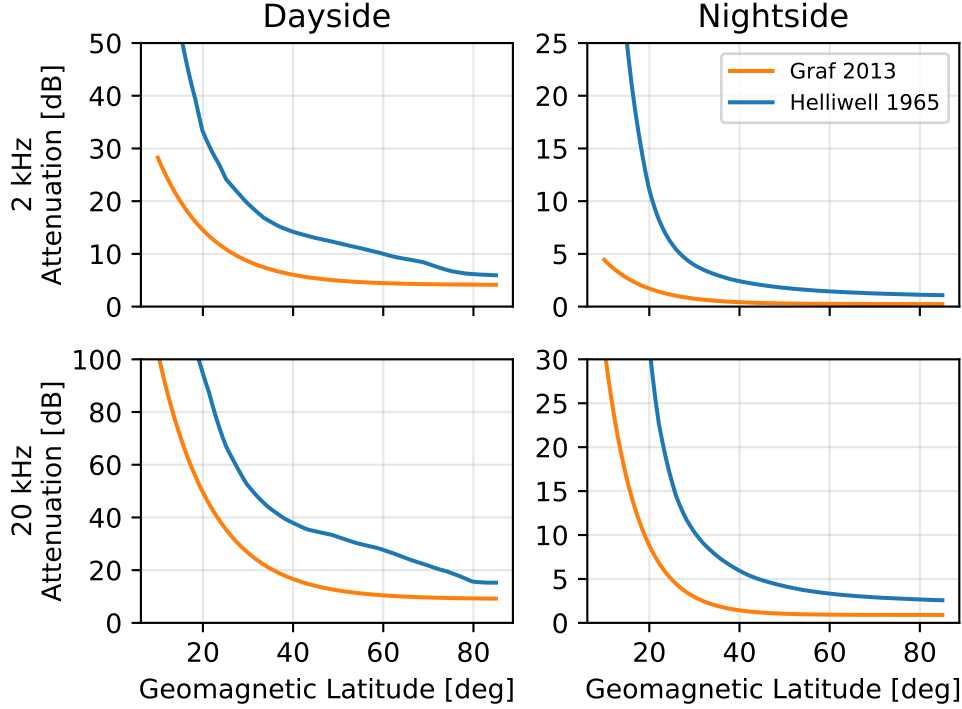 Dayside
Nightside
2 kHz
Attenuation [dB]
50
40
30
20
10
0
25
20
15
10
5
0
Graf 2013
Helliwell 1965
20 kHz
Attenuation [dB]
100
80
60
40
20
0
30
25
20
15
10
5
0
20 40 60 80
20 40 60 80
Geomagnetic Latitude [deg]
Geomagnetic Latitude [deg]